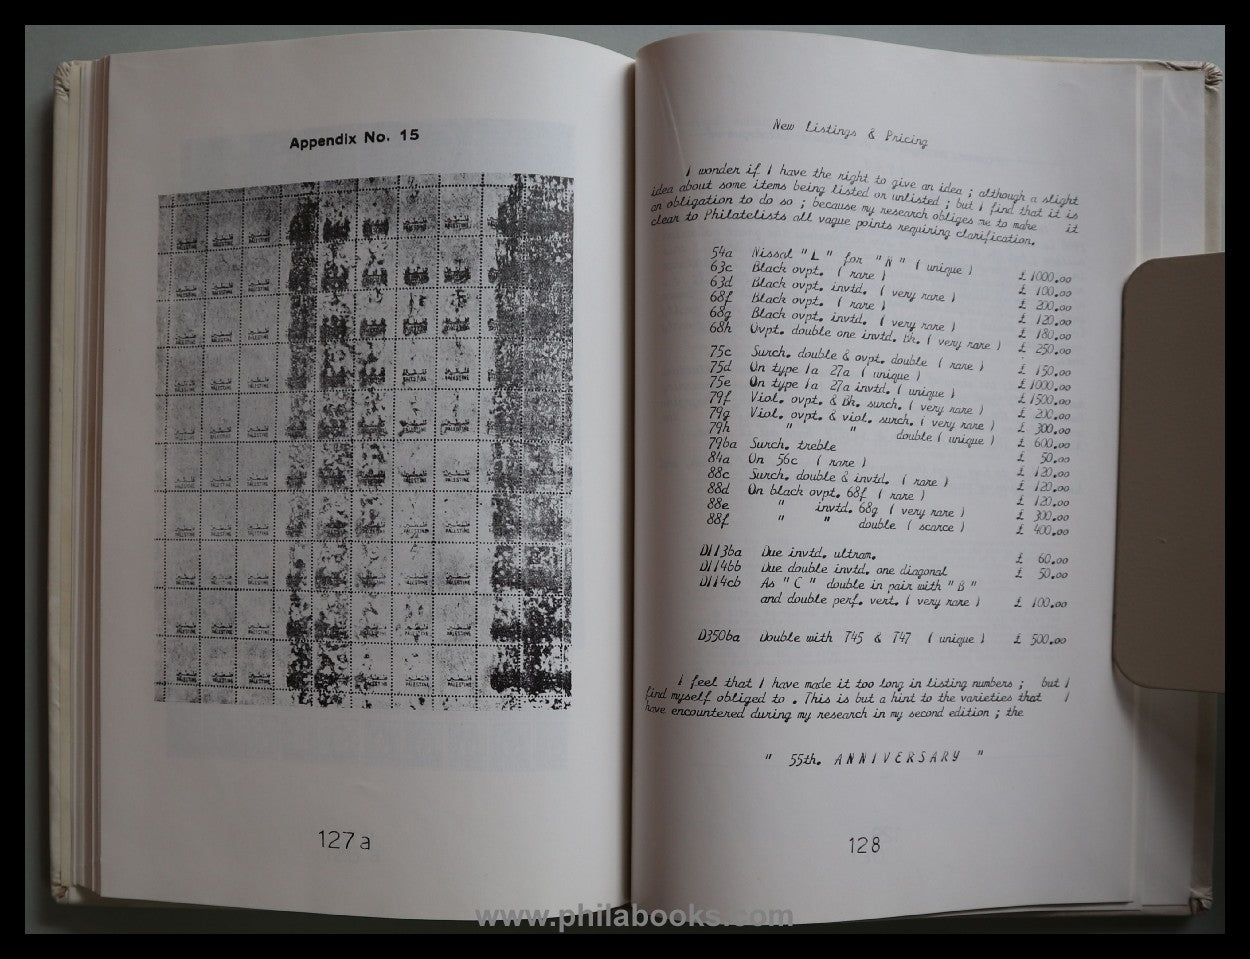 Appendix No. 15
فلسطين
PALESTINE
127a
New Listings & Pricing
I wonder if I have the right to give an idea ; although a slight
idea about some items being listed or unlisted ; but I find that it is
an obligation to do so ; because my research obliges me to make it
clear to Philatelists all vague points requiring clarification.
54a Nissal " L " for " N " ( unique ) £ 1000.00
63c Black ovpt. ( rare ) £ 100.00
63d Black ovpt. invtd. ( very rare ) £ 200.00
68f Black ovpt. ( rare ) £ 120.00
68g Black ovpt. invtd. ( very rare ) £ 180.00
68h Ovpt. double one invtd. Bh. ( very rare ) £ 250.00
75c Surch. double & ovpt. double ( rare ) £ 150.00
75d On type 1a 27a ( unique ) £ 1000.00
75e On type 1a 27a invtd. ( unique ) £ 1500.00
79f Viol. ovpt. & Bh. surch. ( very rare ) £ 200.00
79g Viol. ovpt. & viol. surch. ( very rare ) £ 300.00
79h " " double ( unique ) £ 600.00
79ba Surch. treble £ 50.00
84a On 56c ( rare ) £ 120.00
88c Surch. double & invtd. ( rare ) £ 120.00
88d On black ovpt. 68f ( rare ) £ 120.00
88e " invtd. 68g ( very rare ) £ 300.00
88f " " double ( scarce ) £ 400.00
D113ba Due invtd. ultram. £ 60.00
D114bb Due double invtd. one diagonal £ 50.00
D114cb As " C " double in pair with " B "
and double perf. vert. ( very rare ) £ 100.00
D350ba Double with T45 & T47 ( unique ) £ 500.00
I feel that I have made it too long in listing numbers ; but I
find myself obliged to . This is but a hint to the varieties that I
have encountered during my research in my second edition ; the
" 55th. ANNIVERSARY "
128
www.philabooks.com